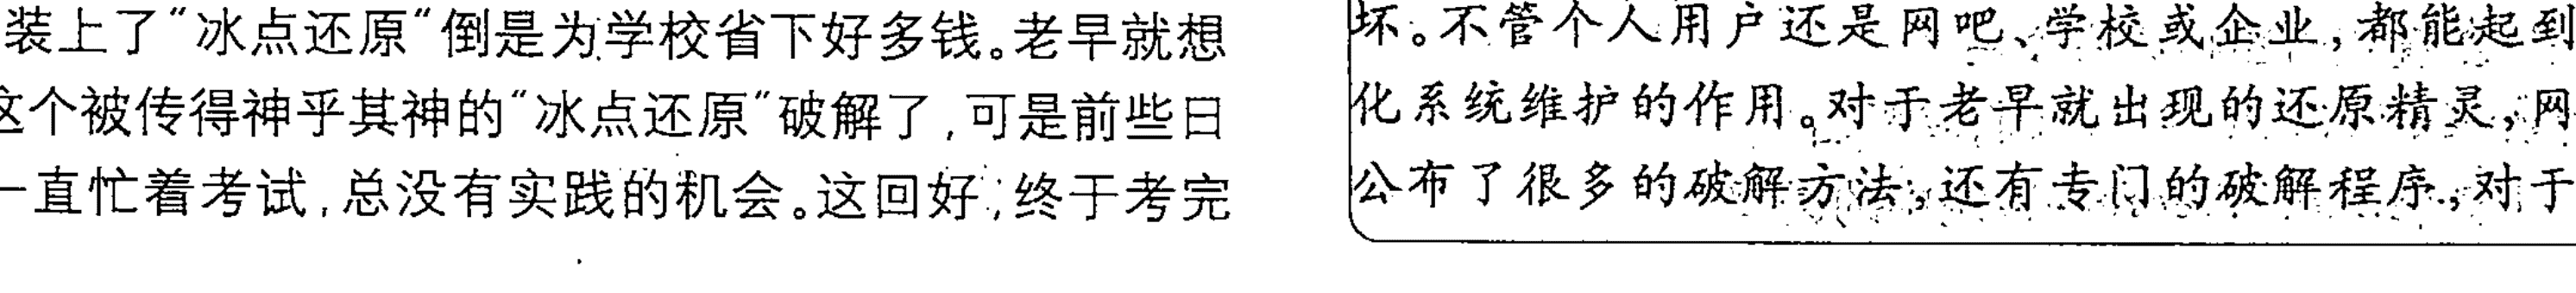 装上了“冰点还原”倒是为学校省下好多钱。老早就想
这个被传得神乎其神的“冰点还原”破解了，可是前些日
一直忙着考试，总没有实践的机会。这回好，终于考完
坏。不管个人用户还是网吧、学校或企业，都能起到
化系统维护的作用。对于老早就出现的还原精灵，网
公布了很多的破解方法，还有专门的破解程序，对于